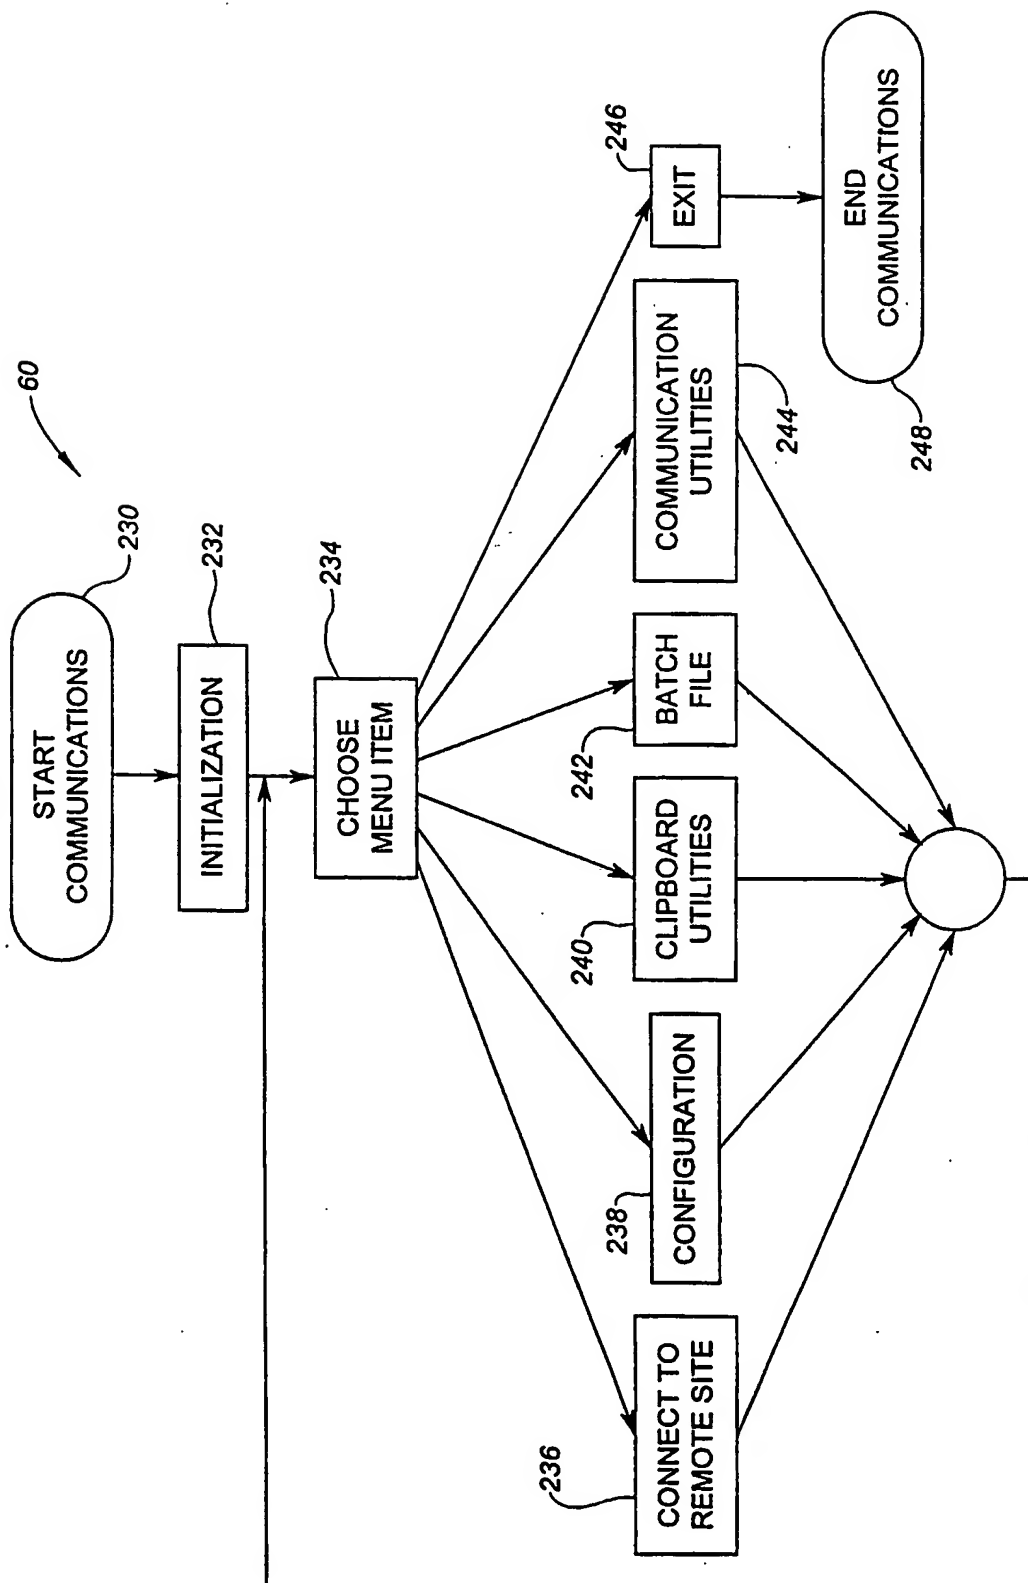 60
START
COMMUNICATIONS
230
INITIALIZATION
232
CHOOSE
MENU ITEM
234
CONNECT TO
REMOTE SITE
236
CONFIGURATION
238
CLIPBOARD
UTILITIES
240
BATCH
FILE
242
COMMUNICATION
UTILITIES
244
EXIT
246
END
COMMUNICATIONS
248